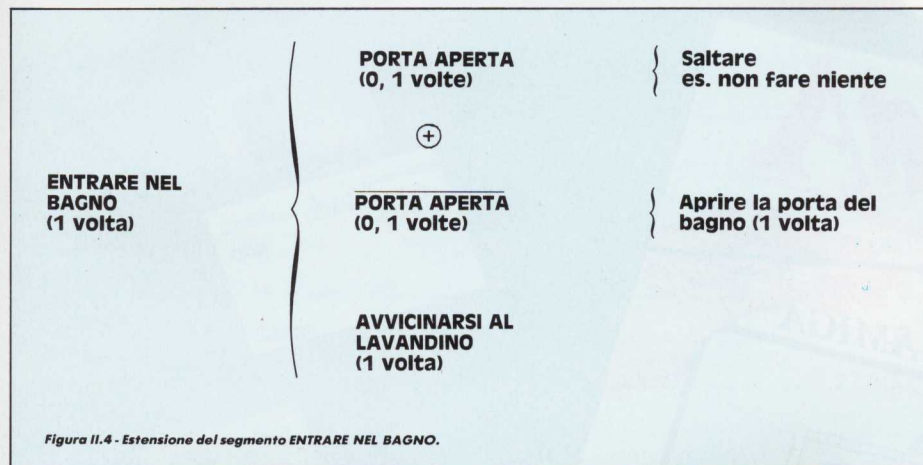 PORTA APERTA
(0, 1 volte)
Saltare
es. non fare niente
+
ENTRARE NEL
BAGNO
(1 volta)
PORTA APERTA
(0, 1 volte)
Aprire la porta del
bagno (1 volta)
AVVICINARSI AL
LAVANDINO
(1 volta)
AMIGA
Figura II.4 - Estensione del segmento ENTRARE NEL BAGNO.